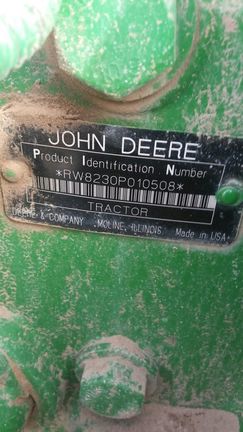 JOHN DEERE
Product Identification Number
*RW8230P010508*
TRACTOR
DEERE & COMPANY MOLINE, ILLINOIS Made in USA